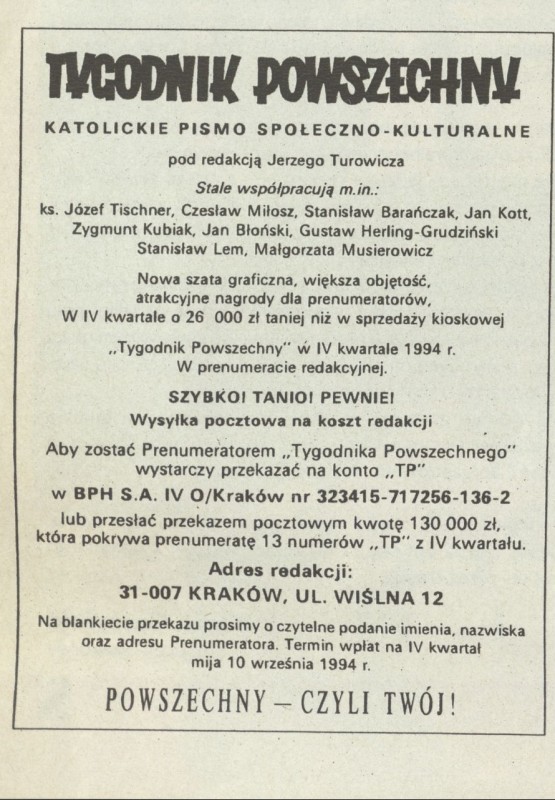 TYGODNIK POWSZECHNY
KATOLICKIE PISMO SPOŁECZNO-KULTURALNE
pod redakcją Jerzego Turowicza
Stale współpracują m.in.:
ks. Józef Tischner, Czesław Miłosz, Stanisław Barańczak, Jan Kott,
Zygmunt Kubiak, Jan Błoński, Gustaw Herling-Grudziński
Stanisław Lem, Małgorzata Musierowicz
Nowa szata graficzna, większa objętość,
atrakcyjne nagrody dla prenumeratorów,
W IV kwartale o 26 000 zł taniej niż w sprzedaży kioskowej
„Tygodnik Powszechny" w IV kwartale 1994 r.
W prenumeracie redakcyjnej.
SZYBKO! TANIO! PEWNIE!
Wysyłka pocztowa na koszt redakcji
Aby zostać Prenumeratorem „Tygodnika Powszechnego"
wystarczy przekazać na konto „TP"
w BPH S.A. IV O/Kraków nr 323415-717256-136-2
lub przesłać przekazem pocztowym kwotę 130 000 zł,
która pokrywa prenumeratę 13 numerów „TP" z IV kwartału.
Adres redakcji:
31-007 KRAKÓW, UL. WIŚLNA 12
Na blankiecie przekazu prosimy o czytelne podanie imienia, nazwiska
oraz adresu Prenumeratora. Termin wpłat na IV kwartał
mija 10 września 1994 r.
POWSZECHNY – CZYLI TWÓJ!